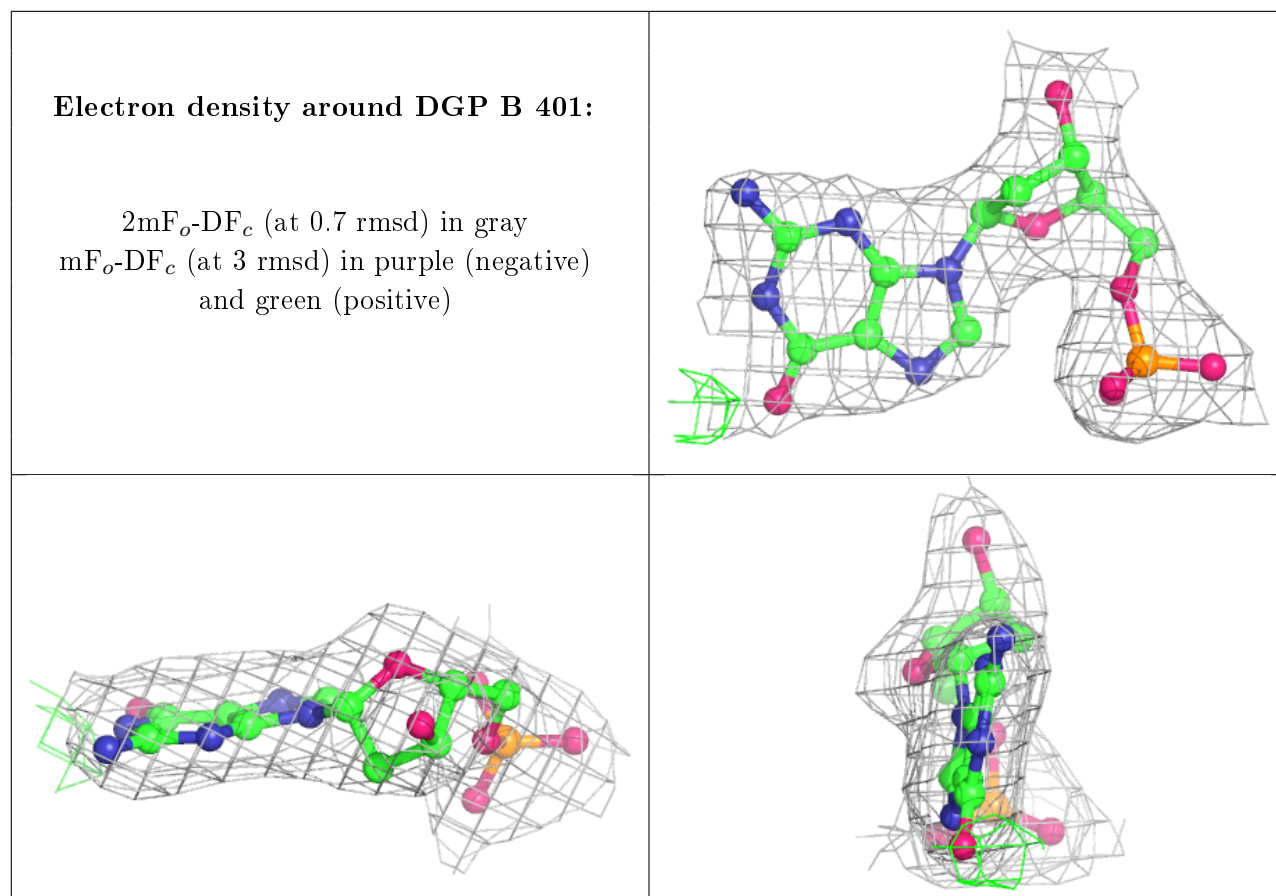 Electron density around DGP B 401:
2mFₒ-DF𝒸 (at 0.7 rmsd) in gray
mFₒ-DF𝒸 (at 3 rmsd) in purple (negative)
and green (positive)